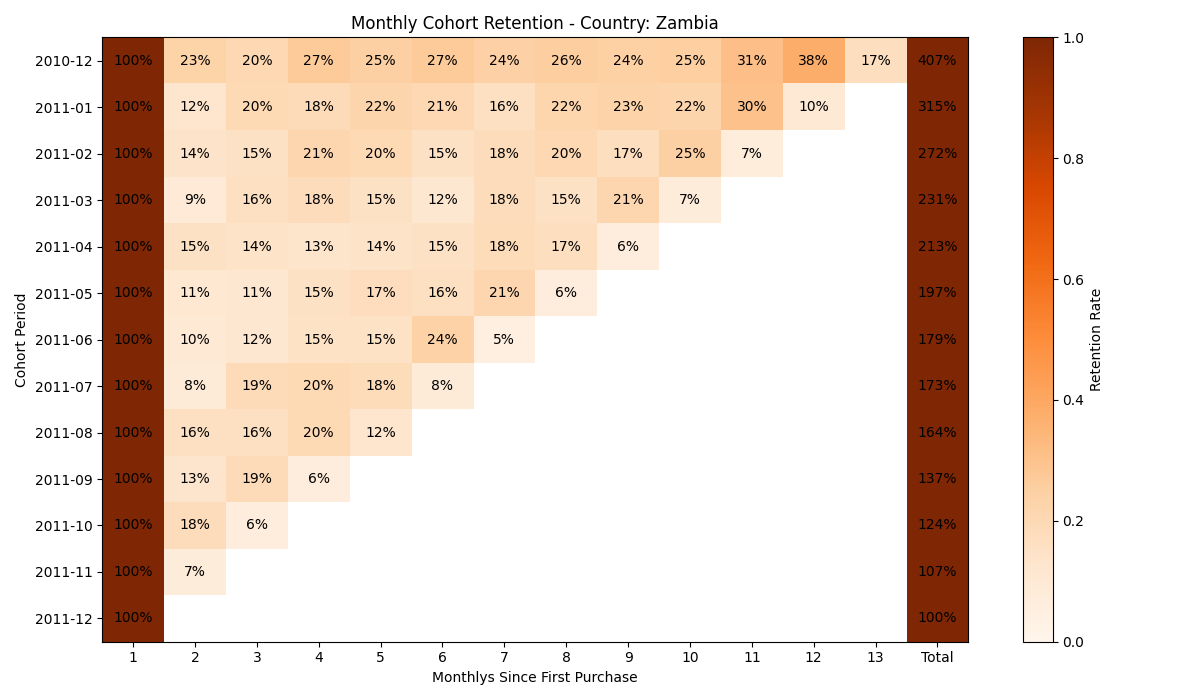 Monthly Cohort Retention - Country: Zambia
Cohort Period
2010-12 100% 23% 20% 27% 25% 27% 24% 26% 24% 25% 31% 38% 17% 407%
2011-01 100% 12% 20% 18% 22% 21% 16% 22% 23% 22% 30% 10% 315%
2011-02 100% 14% 15% 21% 20% 15% 18% 20% 17% 25% 7% 272%
2011-03 100% 9% 16% 18% 15% 12% 18% 15% 21% 7% 231%
2011-04 100% 15% 14% 13% 14% 15% 18% 17% 6% 213%
2011-05 100% 11% 11% 15% 17% 16% 21% 6% 197%
2011-06 100% 10% 12% 15% 15% 24% 5% 179%
2011-07 100% 8% 19% 20% 18% 8% 173%
2011-08 100% 16% 16% 20% 12% 164%
2011-09 100% 13% 19% 6% 137%
2011-10 100% 18% 6% 124%
2011-11 100% 7% 107%
2011-12 100% 100%
1 2 3 4 5 6 7 8 9 10 11 12 13 Total
Monthlys Since First Purchase
1.0
0.8
0.6
0.4
0.2
0.0
Retention Rate